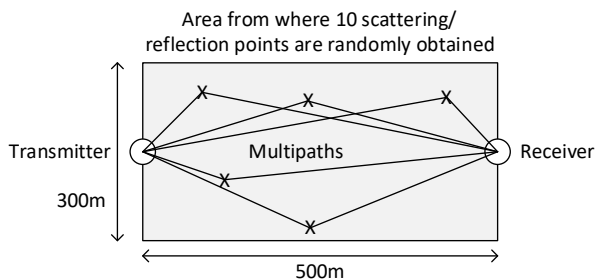 Area from where 10 scattering/
reflection points are randomly obtained
X
X
X
Transmitter
Multipaths
Receiver
X
300m
X
500m